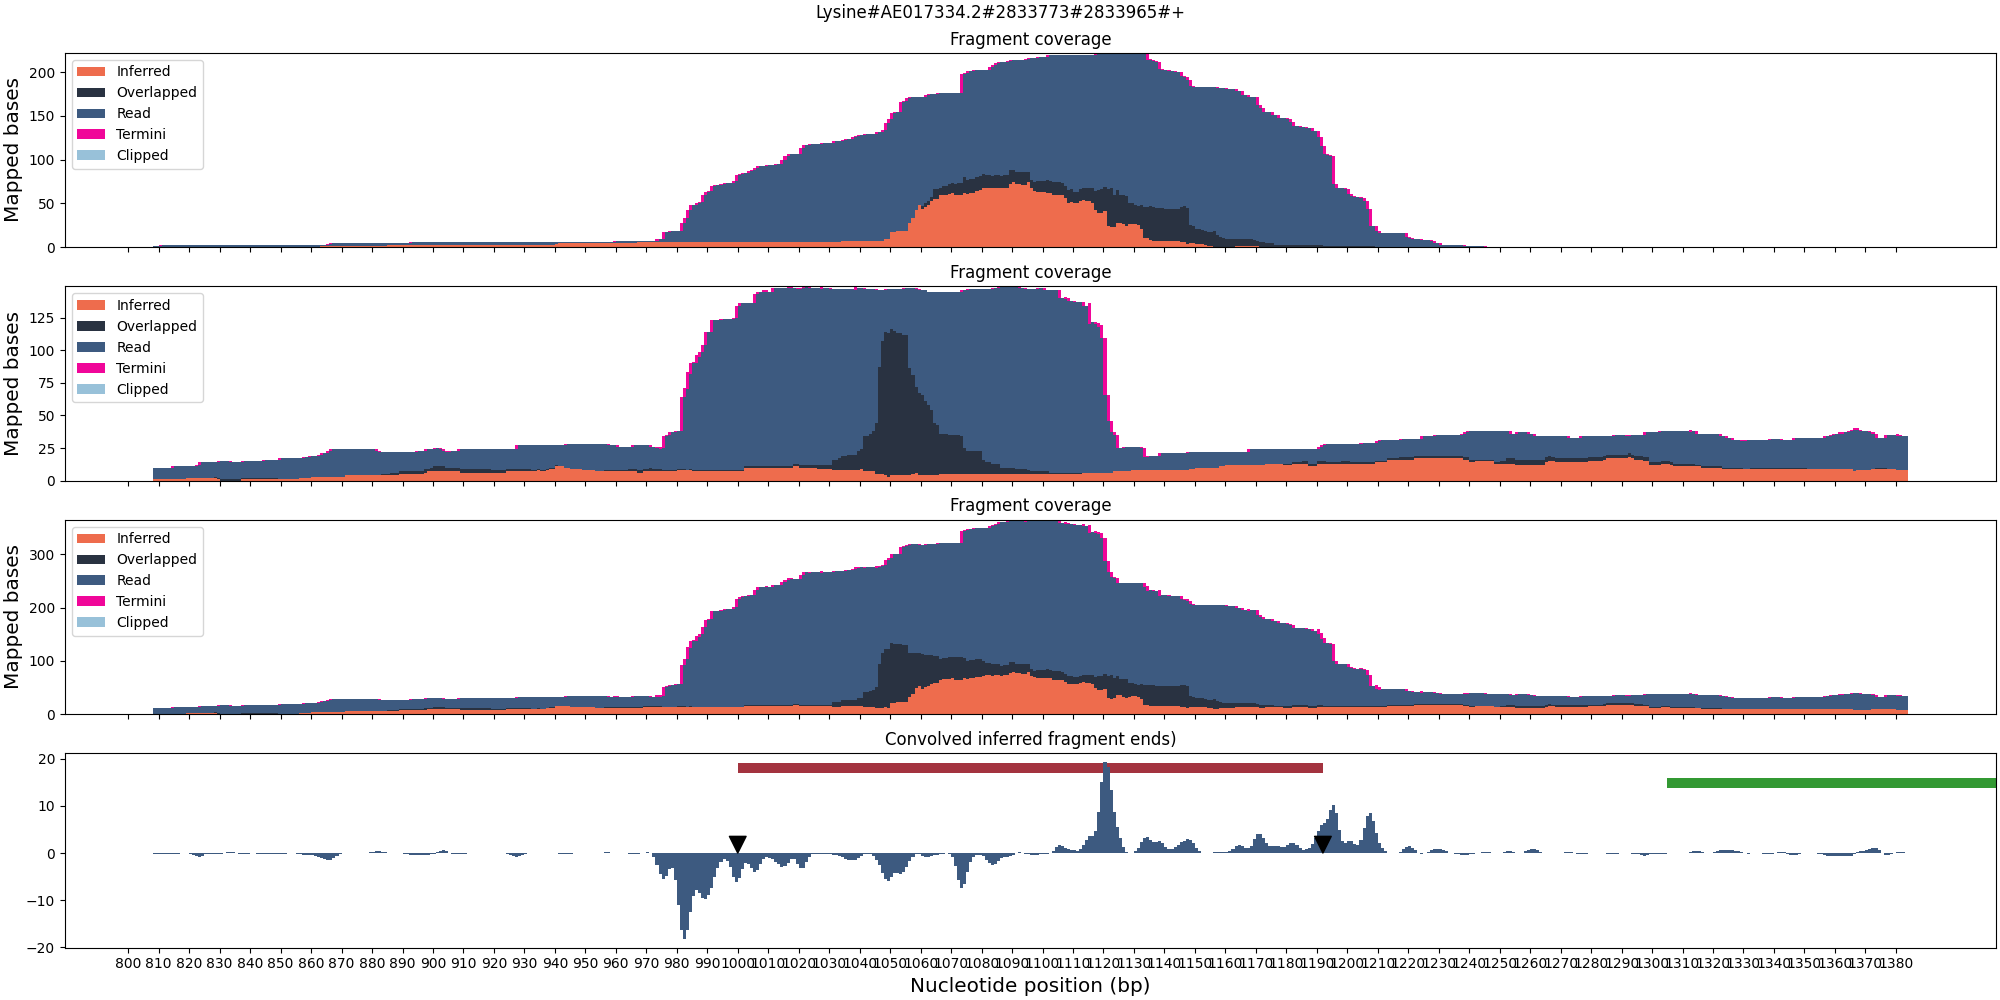 Lysine#AE017334.2#2833773#2833965#+
Fragment coverage
Mapped bases
200
150
100
50
0
Inferred
Overlapped
Read
Termini
Clipped
Fragment coverage
Mapped bases
125
100
75
50
25
0
Inferred
Overlapped
Read
Termini
Clipped
Fragment coverage
Mapped bases
300
200
100
0
Inferred
Overlapped
Read
Termini
Clipped
Convolved inferred fragment ends)
20
10
0
−10
−20
800 810 820 830 840 850 860 870 880 890 900 910 920 930 940 950 960 970 980 990 1000 1010 1020 1030 1040 1050 1060 1070 1080 1090 1100 1110 1120 1130 1140 1150 1160 1170 1180 1190 1200 1210 1220 1230 1240 1250 1260 1270 1280 1290 1300 1310 1320 1330 1340 1350 1360 1370 1380
Nucleotide position (bp)